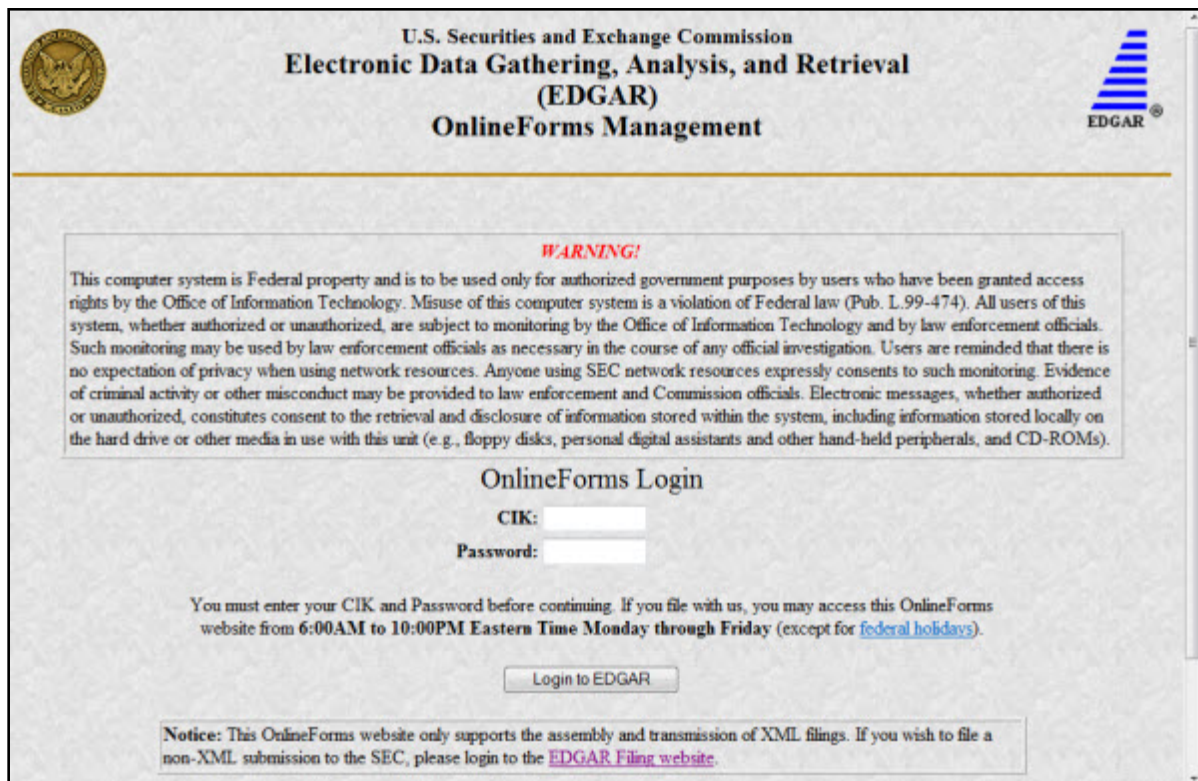 U.S. Securities and Exchange Commission
Electronic Data Gathering, Analysis, and Retrieval
(EDGAR)
OnlineForms Management
EDGAR ®
WARNING!
This computer system is Federal property and is to be used only for authorized government purposes by users who have been granted access
rights by the Office of Information Technology. Misuse of this computer system is a violation of Federal law (Pub. L.99-474). All users of this
system, whether authorized or unauthorized, are subject to monitoring by the Office of Information Technology and by law enforcement officials.
Such monitoring may be used by law enforcement officials as necessary in the course of any official investigation. Users are reminded that there is
no expectation of privacy when using network resources. Anyone using SEC network resources expressly consents to such monitoring. Evidence
of criminal activity or other misconduct may be provided to law enforcement and Commission officials. Electronic messages, whether authorized
or unauthorized, constitutes consent to the retrieval and disclosure of information stored within the system, including information stored locally on
the hard drive or other media in use with this unit (e.g., floppy disks, personal digital assistants and other hand-held peripherals, and CD-ROMs).
OnlineForms Login
CIK:
Password:
You must enter your CIK and Password before continuing. If you file with us, you may access this OnlineForms
website from 6:00AM to 10:00PM Eastern Time Monday through Friday (except for federal holidays).
Login to EDGAR
Notice: This OnlineForms website only supports the assembly and transmission of XML filings. If you wish to file a
non-XML submission to the SEC, please login to the EDGAR Filing website.